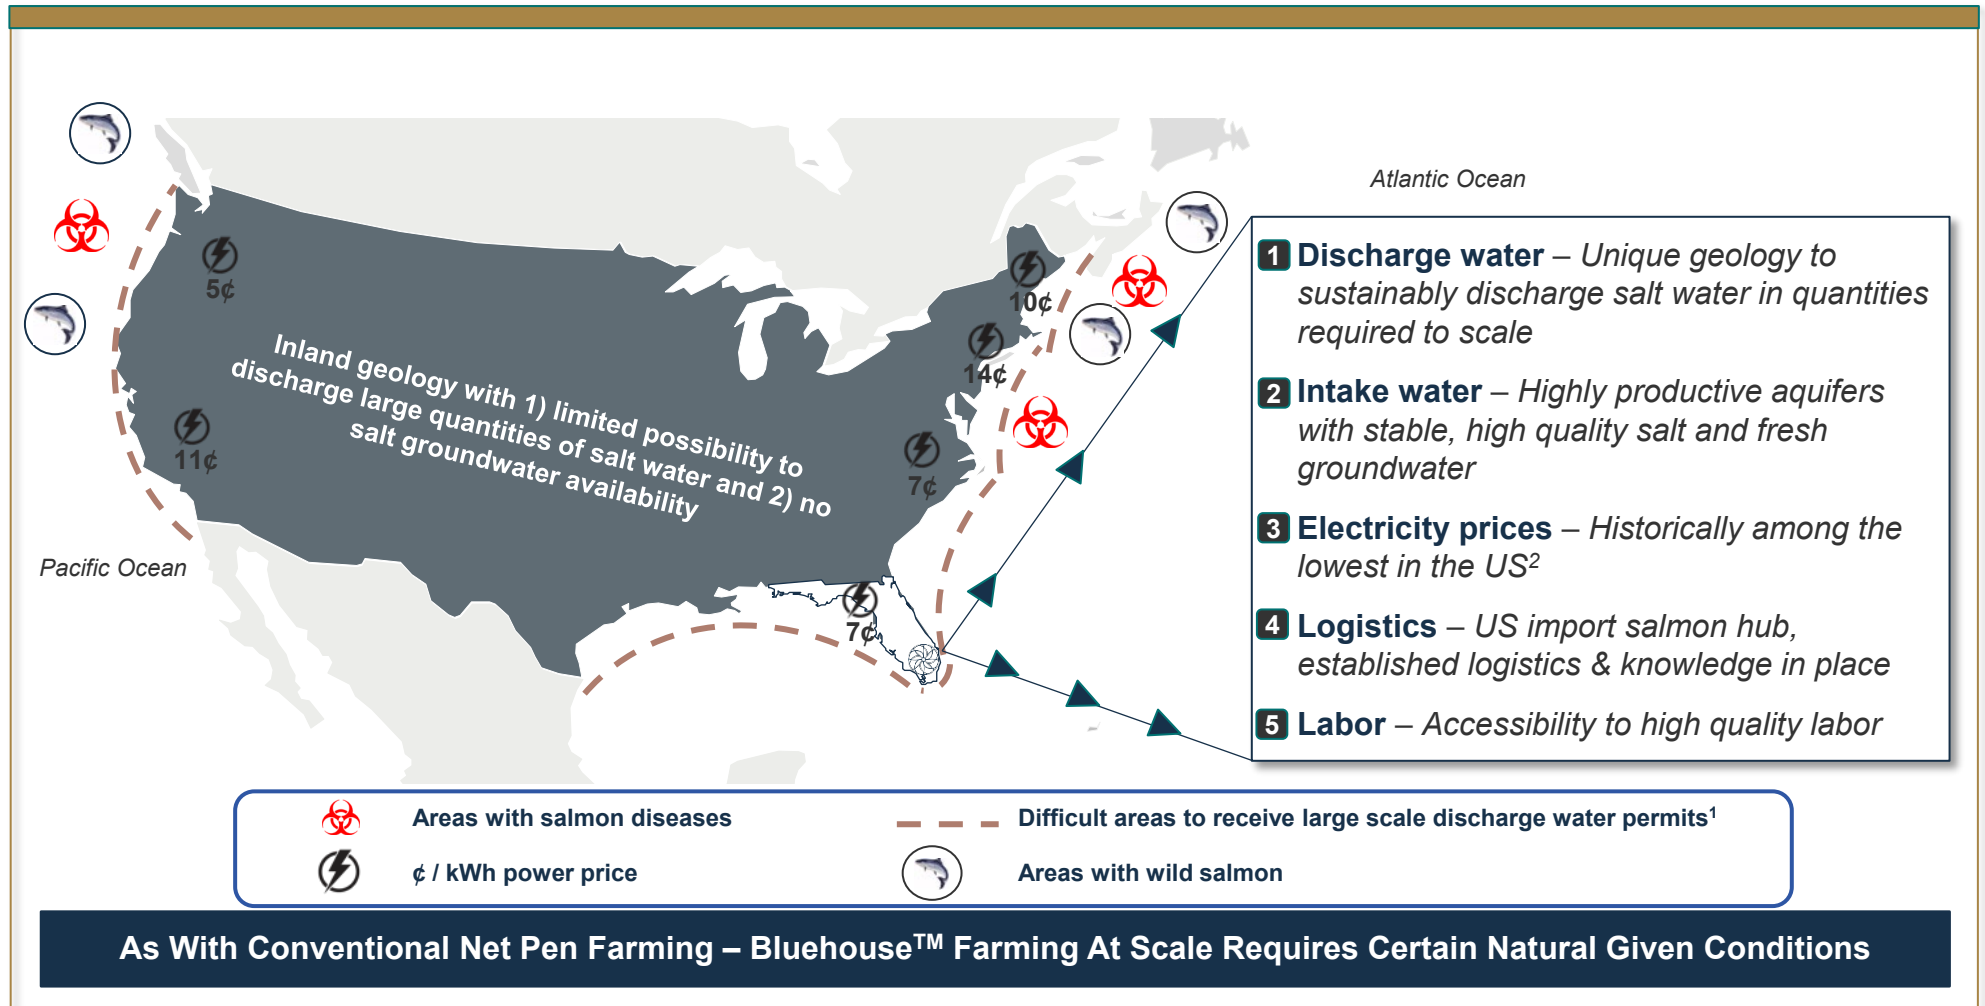 Atlantic Ocean
5¢
10¢
14¢
11¢
7¢
7¢
Inland geology with 1) limited possibility to
discharge large quantities of salt water and 2) no
salt groundwater availability
Pacific Ocean
1 Discharge water – Unique geology to
sustainably discharge salt water in quantities
required to scale
2 Intake water – Highly productive aquifers
with stable, high quality salt and fresh
groundwater
3 Electricity prices – Historically among the
lowest in the US²
4 Logistics – US import salmon hub,
established logistics & knowledge in place
5 Labor – Accessibility to high quality labor
Areas with salmon diseases
Difficult areas to receive large scale discharge water permits¹
¢ / kWh power price
Areas with wild salmon
As With Conventional Net Pen Farming – Bluehouse™ Farming At Scale Requires Certain Natural Given Conditions